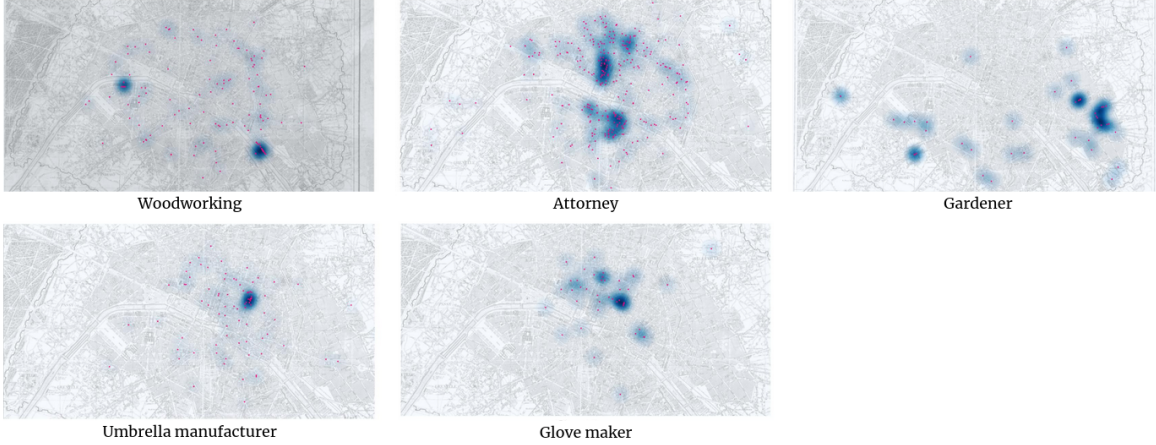 Woodworking
Attorney
Gardener
Umbrella manufacturer
Glove maker